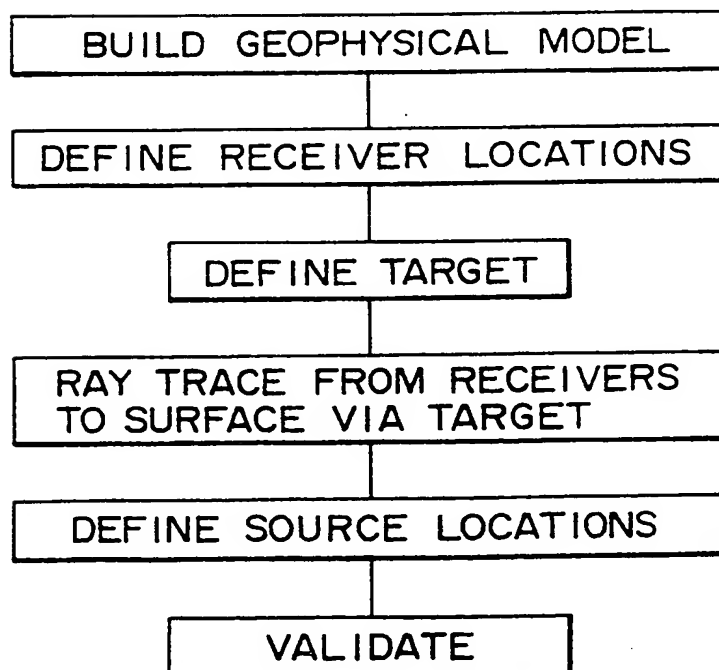 BUILD GEOPHYSICAL MODEL
DEFINE RECEIVER LOCATIONS
DEFINE TARGET
RAY TRACE FROM RECEIVERS
TO SURFACE VIA TARGET
DEFINE SOURCE LOCATIONS
VALIDATE